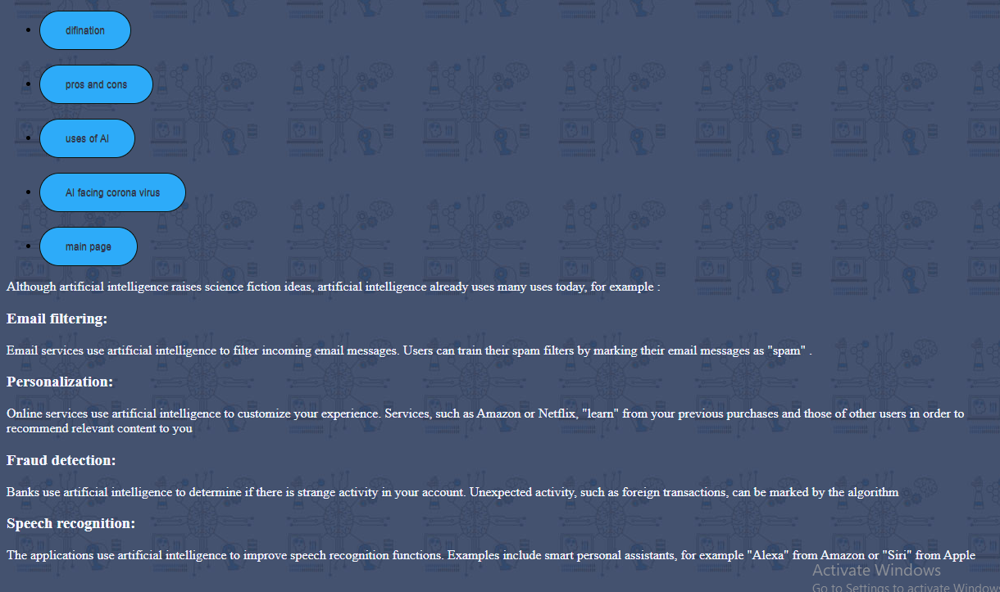 difination
pros and cons
uses of AI
AI facing corona virus
main page
Although artificial intelligence raises science fiction ideas, artificial intelligence already uses many uses today, for example :
Email filtering:
Email services use artificial intelligence to filter incoming email messages. Users can train their spam filters by marking their email messages as "spam" .
Personalization:
Online services use artificial intelligence to customize your experience. Services, such as Amazon or Netflix, "learn" from your previous purchases and those of other users in order to
recommend relevant content to you
Fraud detection:
Banks use artificial intelligence to determine if there is strange activity in your account. Unexpected activity, such as foreign transactions, can be marked by the algorithm
Speech recognition:
The applications use artificial intelligence to improve speech recognition functions. Examples include smart personal assistants, for example "Alexa" from Amazon or "Siri" from Apple
Activate Windows
Go to Settings to activate Windows